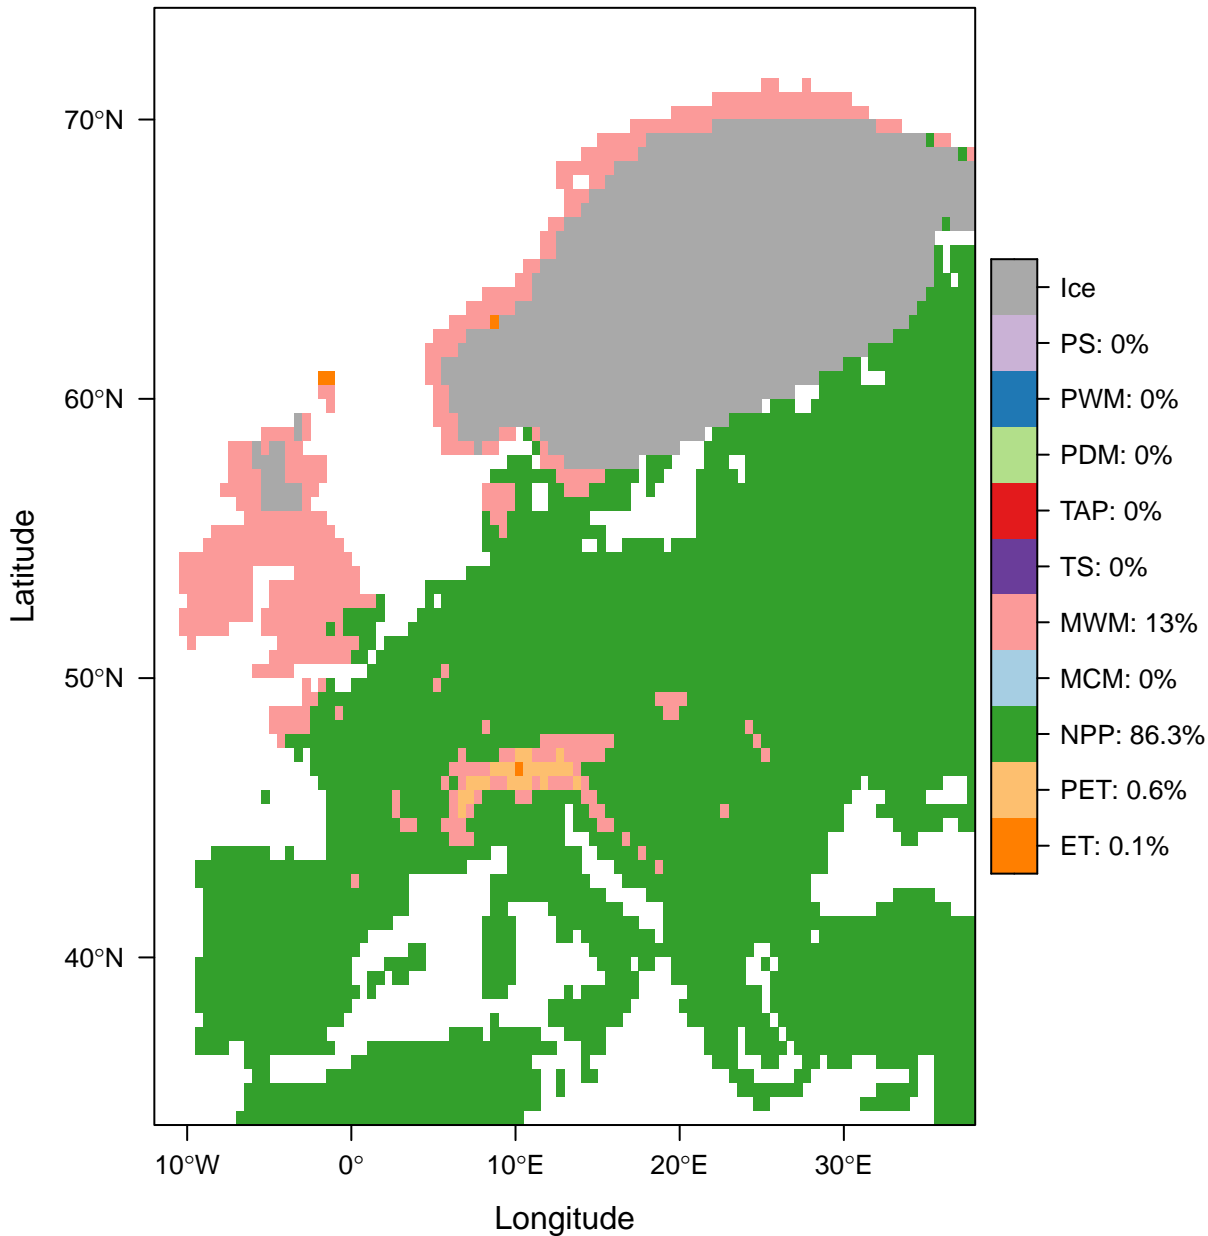 70°N
60°N
50°N
40°N
Latitude
10°W
0°
10°E
20°E
30°E
Longitude
Ice
PS: 0%
PWM: 0%
PDM: 0%
TAP: 0%
TS: 0%
MWM: 13%
MCM: 0%
NPP: 86.3%
PET: 0.6%
ET: 0.1%